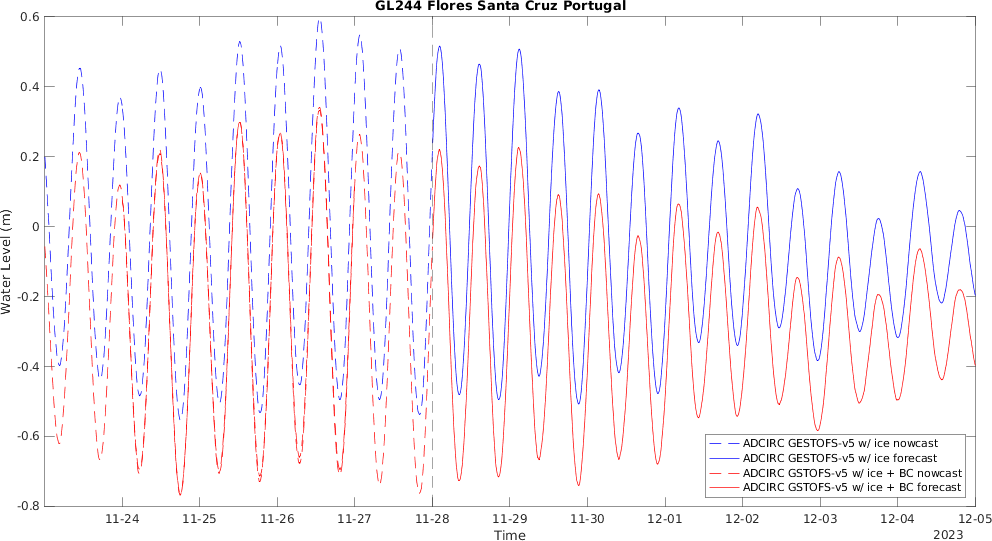 GL244 Flores Santa Cruz Portugal
0.6
0.4
0.2
0
-0.2
-0.4
-0.6
-0.8
Water Level (m)
ADCIRC GESTOFS-v5 w/ ice nowcast
ADCIRC GESTOFS-v5 w/ ice forecast
ADCIRC GSTOFS-v5 w/ ice + BC nowcast
ADCIRC GSTOFS-v5 w/ ice + BC forecast
11-24 11-25 11-26 11-27 11-28 11-29 11-30 12-01 12-02 12-03 12-04 12-05
Time
2023